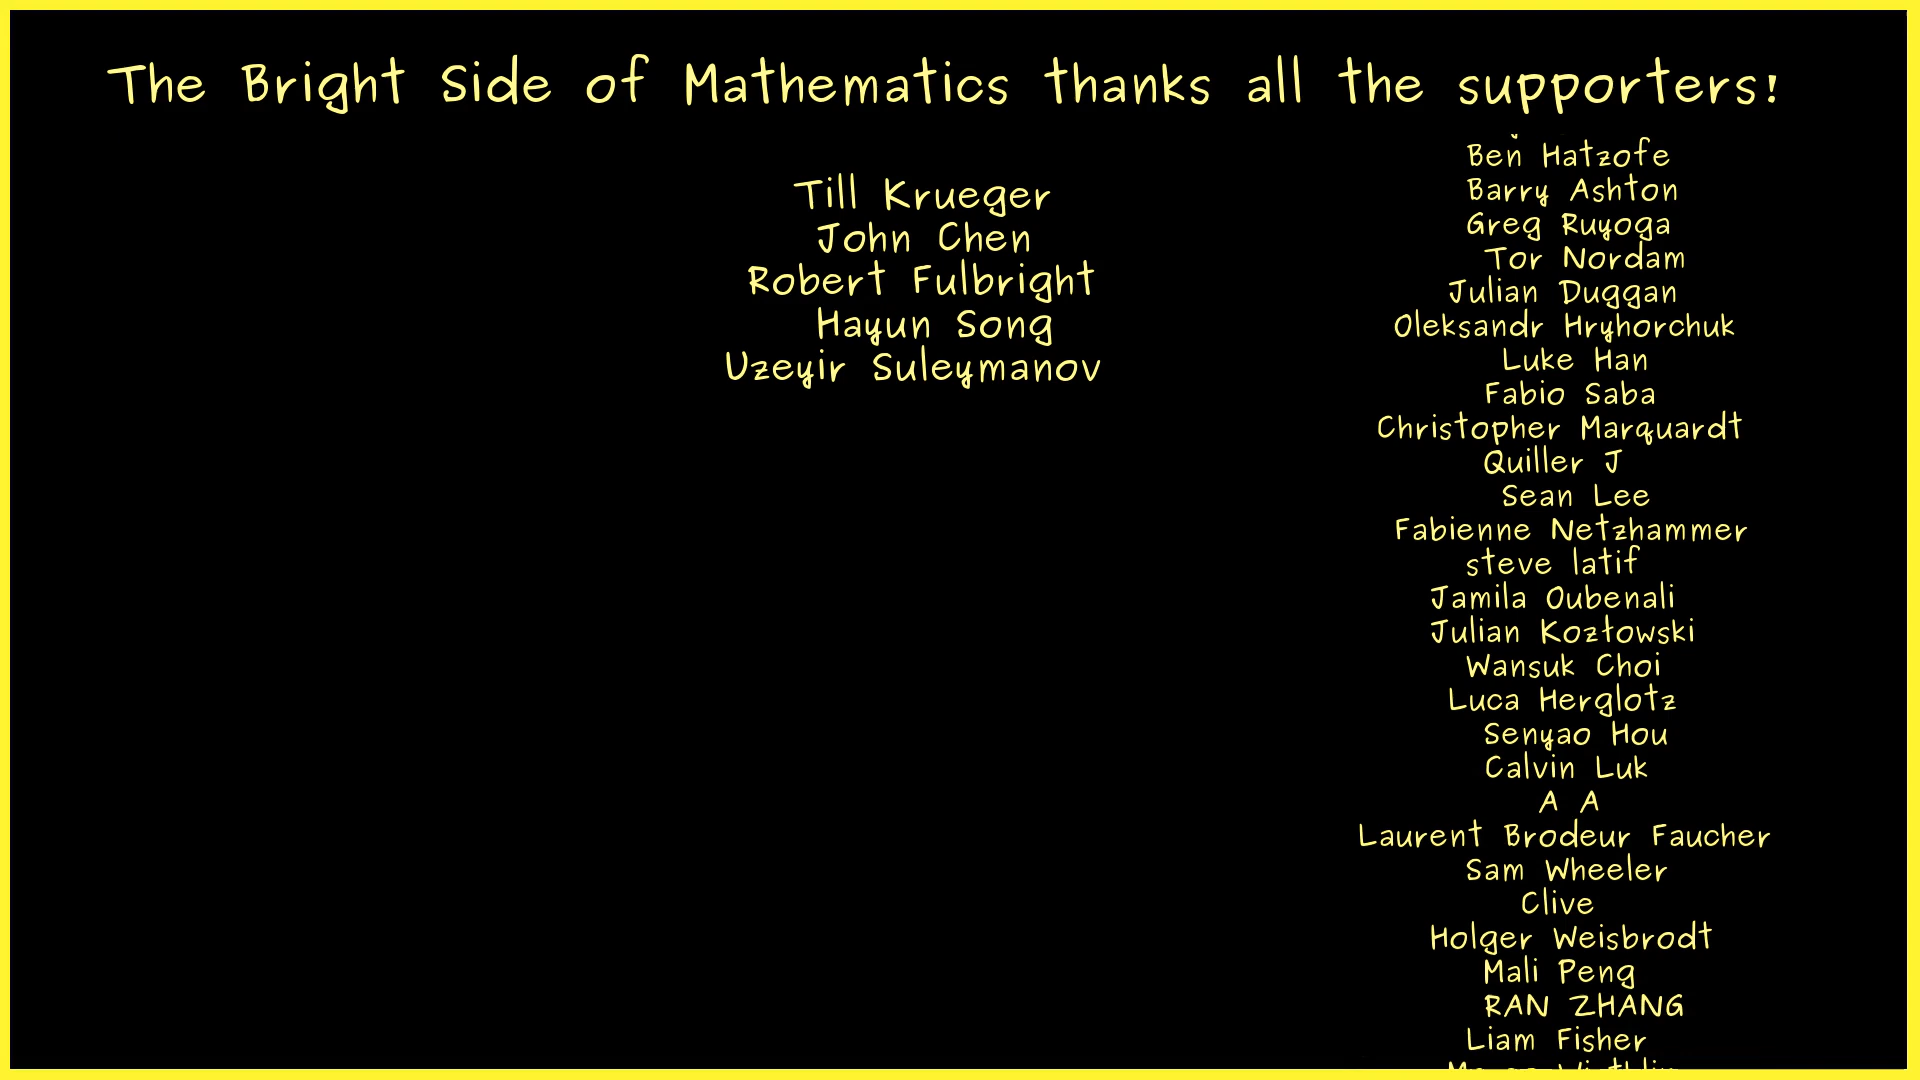 The Bright Side of Mathematics thanks all the supporters!
Till Krueger
John Chen
Robert Fulbright
Hayun Song
Uzeyir Suleymanov
Ben Hatzofe
Barry Ashton
Greg Ruyoga
Tor Nordam
Julian Duggan
Oleksandr Hryhorchuk
Luke Han
Fabio Saba
Christopher Marquardt
Quiller J
Sean Lee
Fabienne Netzhammer
steve latif
Jamila Oubenali
Julian Kozłowski
Wansuk Choi
Luca Herglotz
Senyao Hou
Calvin Luk
A A
Laurent Brodeur Faucher
Sam Wheeler
Clive
Holger Weisbrodt
Mali Peng
RAN ZHANG
Liam Fisher